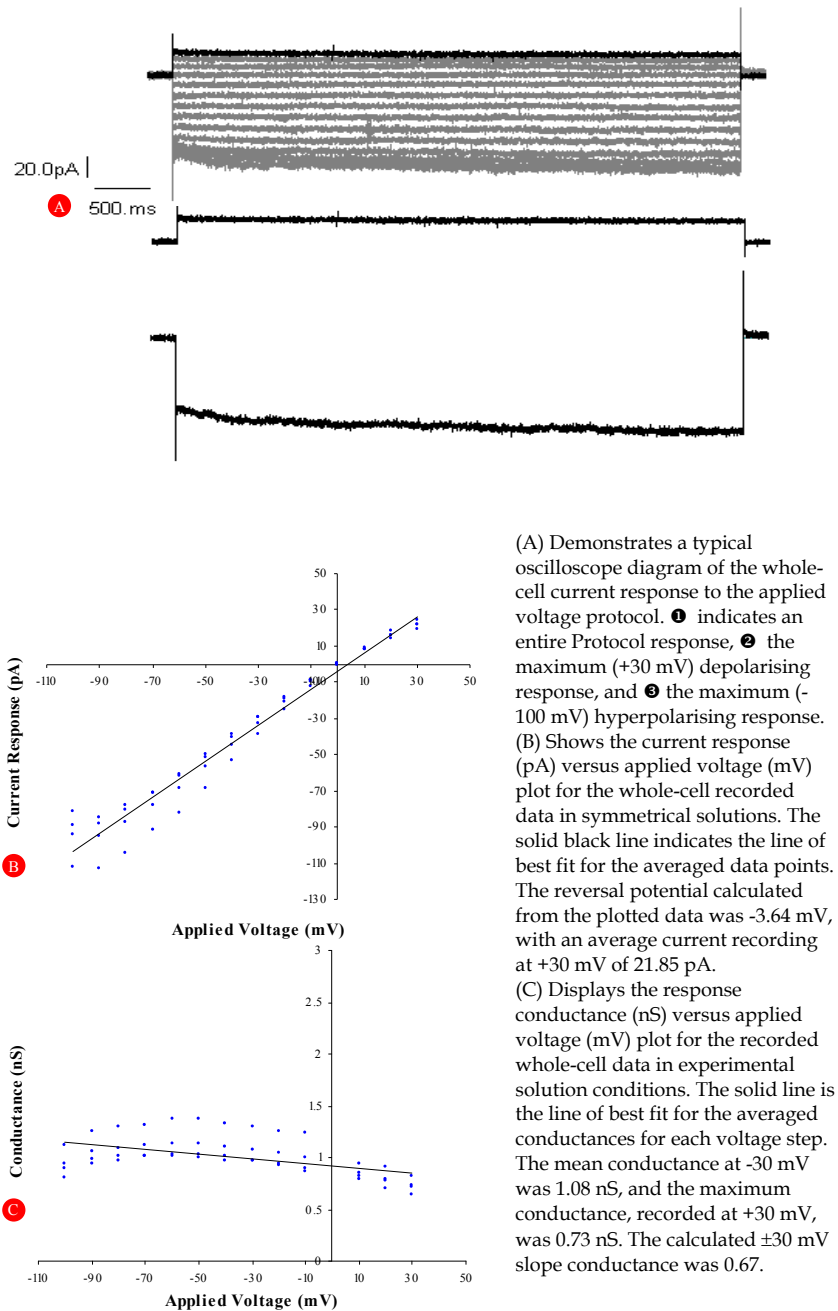 20.0pA
A
500. ms
(A) Demonstrates a typical
oscilloscope diagram of the whole-
cell current response to the applied
voltage protocol. ❶ indicates an
entire Protocol response, ❷ the
maximum (+30 mV) depolarising
response, and ❸ the maximum (-
100 mV) hyperpolarising response.
(B) Shows the current response
(pA) versus applied voltage (mV)
plot for the whole-cell recorded
data in symmetrical solutions. The
solid black line indicates the line of
best fit for the averaged data points.
The reversal potential calculated
from the plotted data was -3.64 mV,
with an average current recording
at +30 mV of 21.85 pA.
(C) Displays the response
conductance (nS) versus applied
voltage (mV) plot for the recorded
whole-cell data in experimental
solution conditions. The solid line is
the line of best fit for the averaged
conductances for each voltage step.
The mean conductance at -30 mV
was 1.08 nS, and the maximum
conductance, recorded at +30 mV,
was 0.73 nS. The calculated ±30 mV
slope conductance was 0.67.
Current Response (pA)
50
30
10
-110 -90 -70 -50 -30 10 30 50
-30
-50
-70
-90
-110
-130
B
Applied Voltage (mV)
Conductance (nS)
3
2.5
2
1.5
1
0.5
0
C
-110 -90 -70 -50 -30 -10 10 30 50
Applied Voltage (mV)